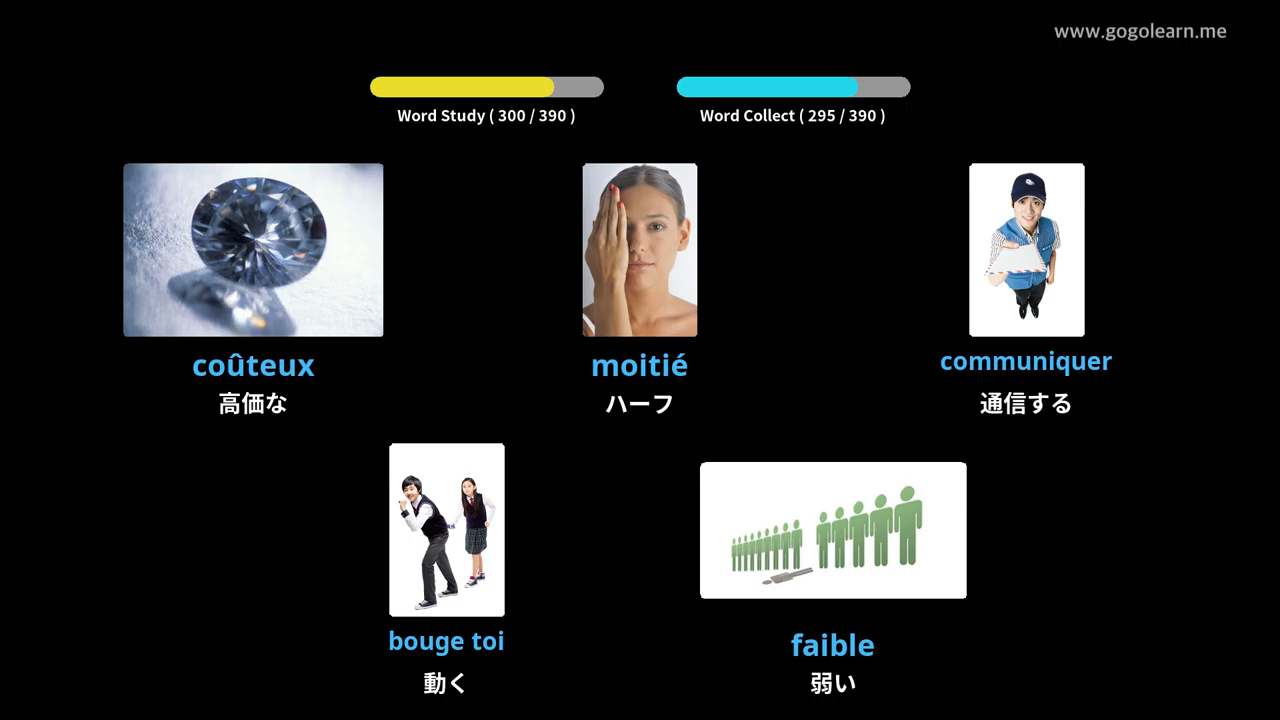 www.gogolearn.me
Word Study ( 300 / 390 )
Word Collect ( 295 / 390 )
coûteux
高価な
moitié
ハーフ
communiquer
通信する
bouge toi
動く
faible
弱い